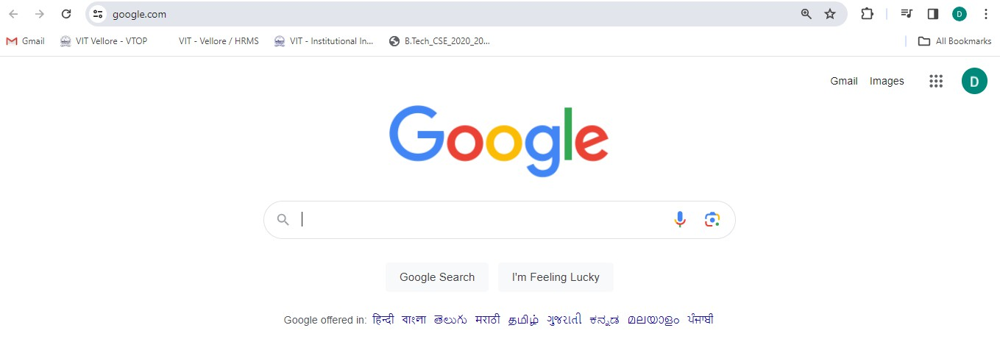 google.com
D
Gmail VIT Vellore - VTOP VIT - Vellore / HRMS VIT - Institutional In... B.Tech_CSE_2020_20... All Bookmarks
Gmail Images D
Google
Google Search I'm Feeling Lucky
Google offered in: हिन्दी বাংলা తెలుగు मराठी தமிழ் ગુજરાતી ಕನ್ನಡ മലയാളം ਪੰਜਾਬੀ